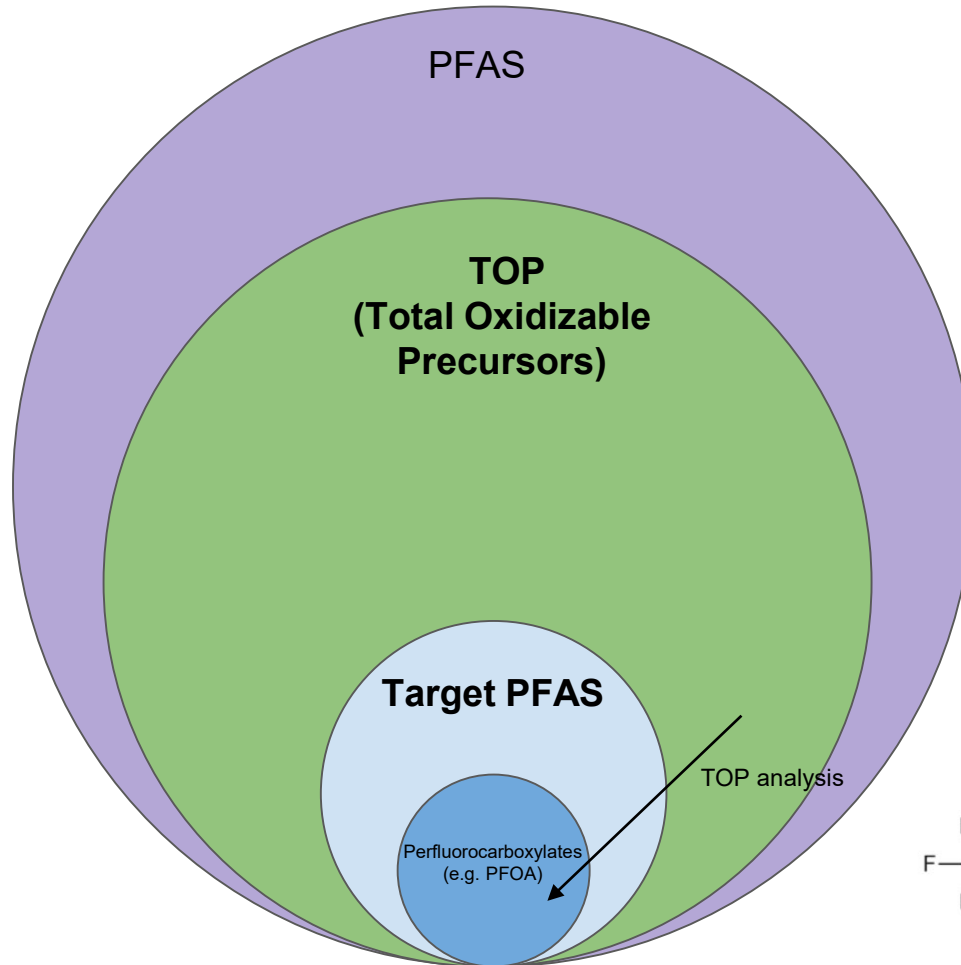 PFAS
TOP
(Total Oxidizable
Precursors)
Target PFAS
TOP analysis
Perfluorocarboxylates
(e.g. PFOA)
F